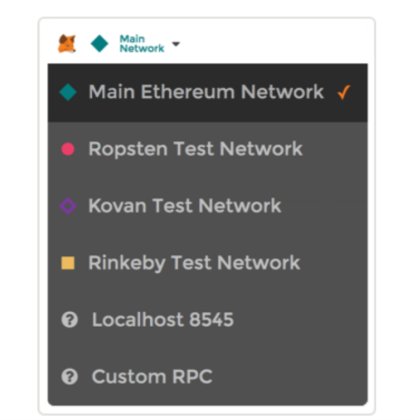 Main
Network
Main Ethereum Network
Ropsten Test Network
Kovan Test Network
Rinkeby Test Network
Localhost 8545
Custom RPC